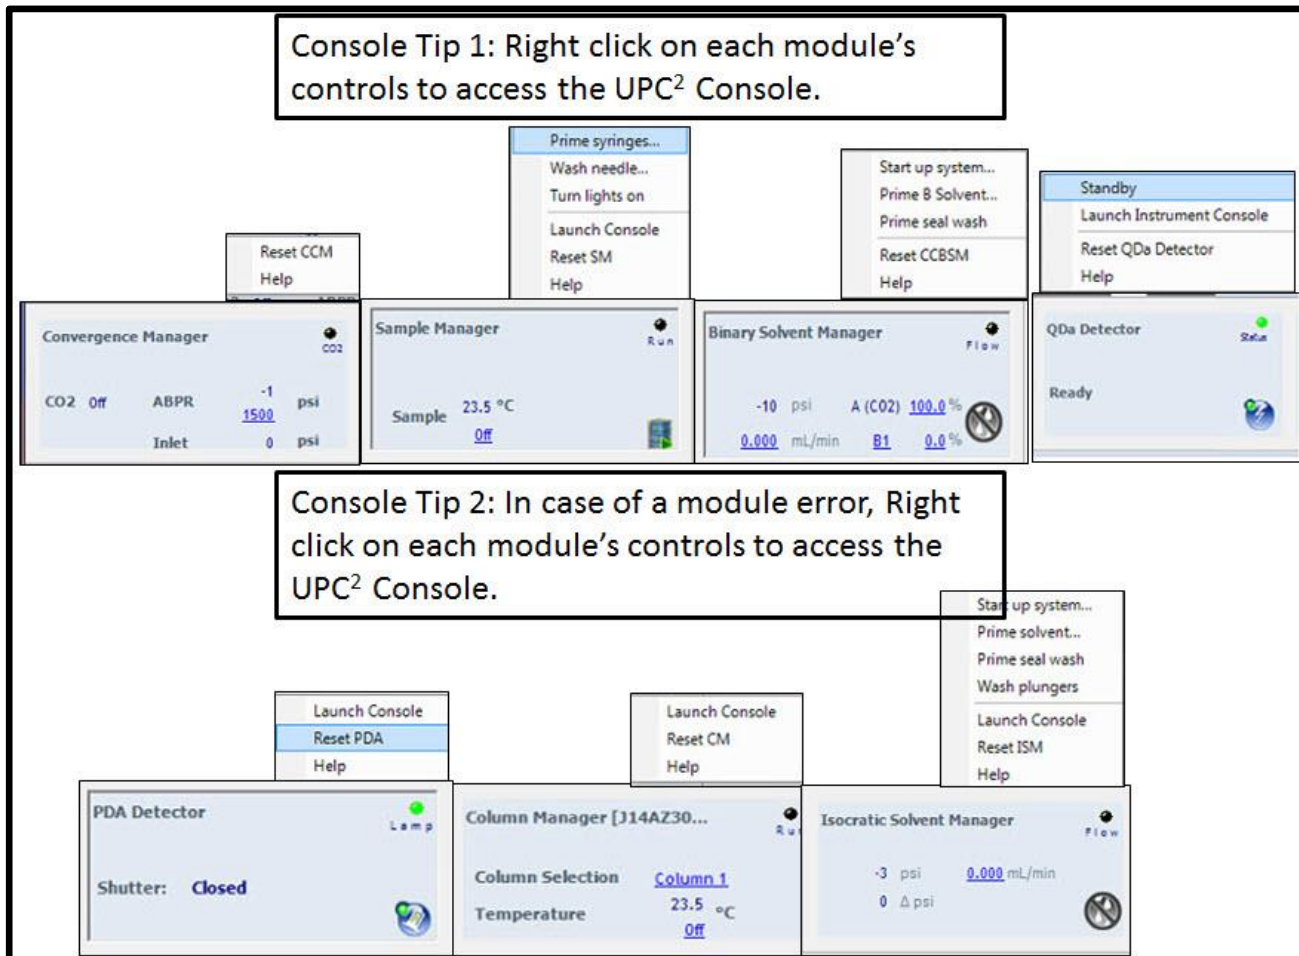 Console Tip 1: Right click on each module's
controls to access the UPC² Console.
Prime syringes...
Wash needle...
Turn lights on
Launch Console
Reset SM
Help
Start up system...
Prime B Solvent...
Prime seal wash
Reset CCBSM
Help
Standby
Launch Instrument Console
Reset QDa Detector
Help
Reset CCM
Help
Convergence Manager
CO2
CO2 Off ABPR -1 psi
1500
Inlet 0 psi
Sample Manager
Run
Sample 23.5 °C
Off
Binary Solvent Manager
Flow
-10 psi A (CO2) 100.0 %
0.000 mL/min B1 0.0 %
QDa Detector
Status
Ready
Console Tip 2: In case of a module error, Right
click on each module's controls to access the
UPC² Console.
Launch Console
Reset PDA
Help
Launch Console
Reset CM
Help
Start up system...
Prime solvent...
Prime seal wash
Wash plungers
Launch Console
Reset ISM
Help
PDA Detector
Lamp
Shutter: Closed
Column Manager [J14AZ30...
Column Selection Column 1
Temperature 23.5 °C
Off
Isocratic Solvent Manager
Flow
-3 psi 0.000 mL/min
0 Δ psi